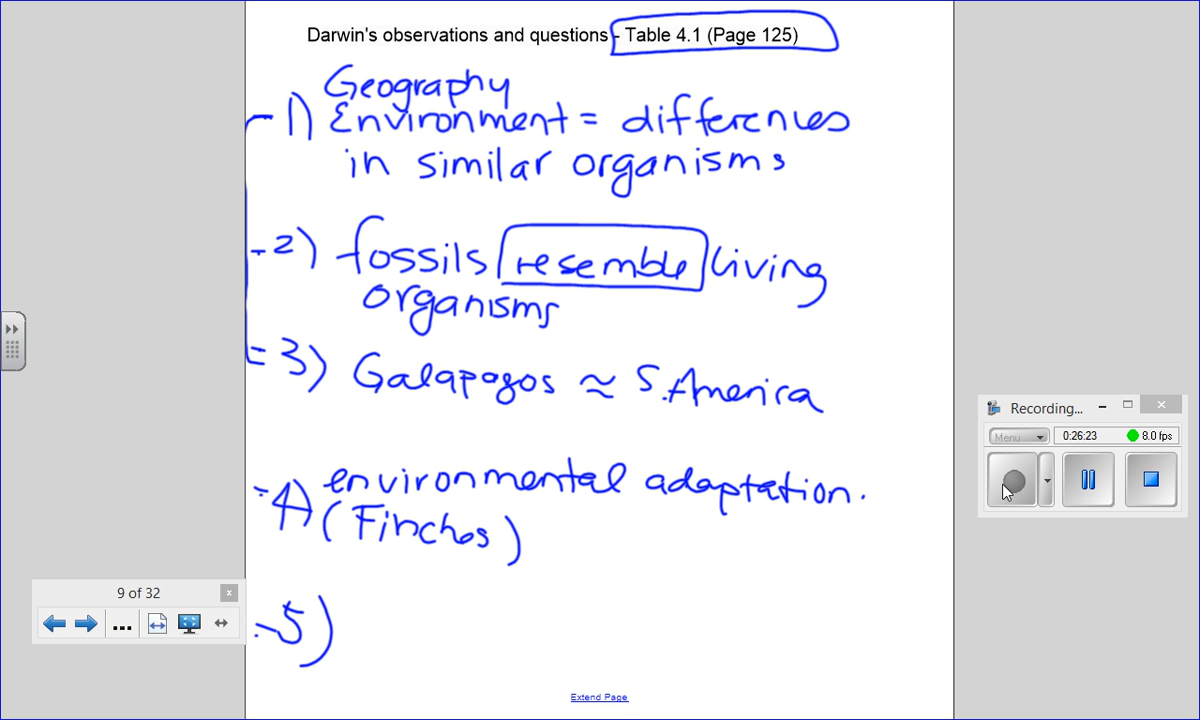 Darwin's observations and questions - Table 4.1 (Page 125)
Geography
- 1) Environment = differences
in similar organisms
- 2) fossils resemble living
organisms
- 3) Galapagos ≈ S. America
- 4) environmental adaptation.
(Finches)
- 5)
Extend Page
Recording...
Menu
0:26:23
8.0 fps
9 of 32
...